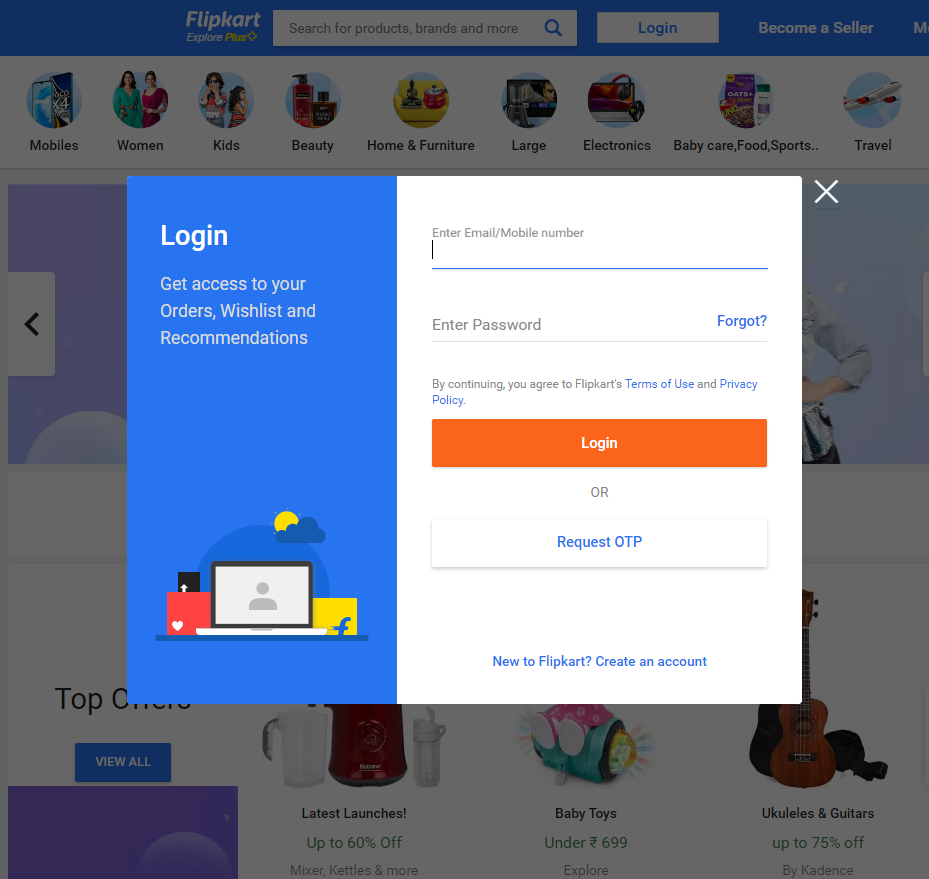 Flipkart
Explore Plus
Search for products, brands and more
Login
Become a Seller
Mobiles
Women
Kids
Beauty
Home & Furniture
Large
Electronics
Baby care,Food,Sports..
Travel
Login
Get access to your
Orders, Wishlist and
Recommendations
Enter Email/Mobile number
Enter Password
Forgot?
By continuing, you agree to Flipkart's Terms of Use and Privacy
Policy.
Login
OR
Request OTP
New to Flipkart? Create an account
Top Offers
VIEW ALL
Latest Launches!
Up to 60% Off
Mixer, Kettles & more
Baby Toys
Under ₹ 699
Explore
Ukuleles & Guitars
up to 75% off
By Kadence